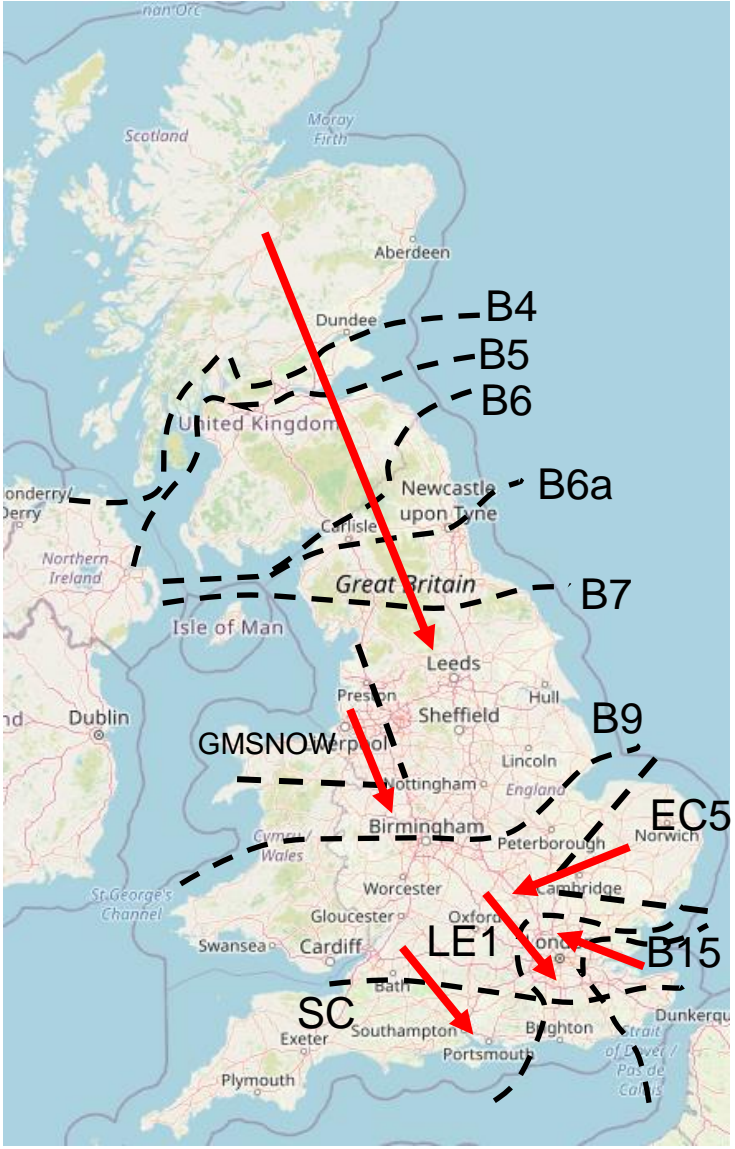 nan Orc
Moray
Firth
Scotland
Aberdeen
B4
Dundee
B5
B6
United Kingdom
B6a
Newcastle
upon Tyne
onderry/
Derry
Carlisle
Northern
Ireland
Great Britain
B7
Isle of Man
Leeds
Preston
Hull
B9
Dublin
nd
Sheffield
GMSNOW
erpool
Lincoln
Nottingham
England
EC5
Birmingham
Norwich
Peterborough
Cymru /
Wales
St George's
Channel
Worcester
Cambridge
Gloucester
Oxford
LE1
ond
B15
Swansea
Cardiff
Bath
SC
Southampton
Brighton
Dunkerqu
Exeter
Portsmouth
Strait
of Dover /
Pas de
Calais
Plymouth